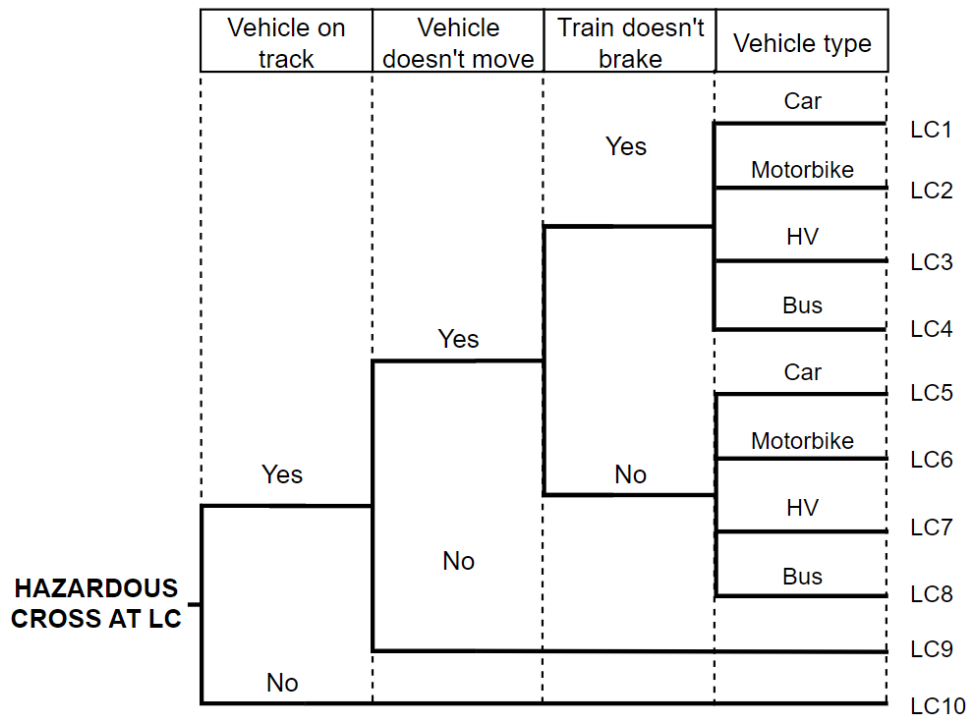 Vehicle on
track
Vehicle
doesn't move
Train doesn't
brake
Vehicle type
Car
LC1
Yes
Motorbike
LC2
HV
LC3
Bus
LC4
Yes
Car
LC5
Motorbike
LC6
Yes
No
HV
LC7
No
Bus
LC8
HAZARDOUS
CROSS AT LC
LC9
No
LC10